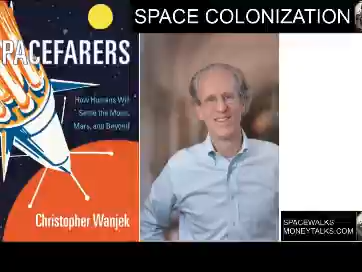 SPACE COLONIZATION
PACEFARERS
How Humans Will
Settle the Moon,
Mars, and Beyond
Christopher Wanjek
SPACEWALKS
MONEYTALKS.COM